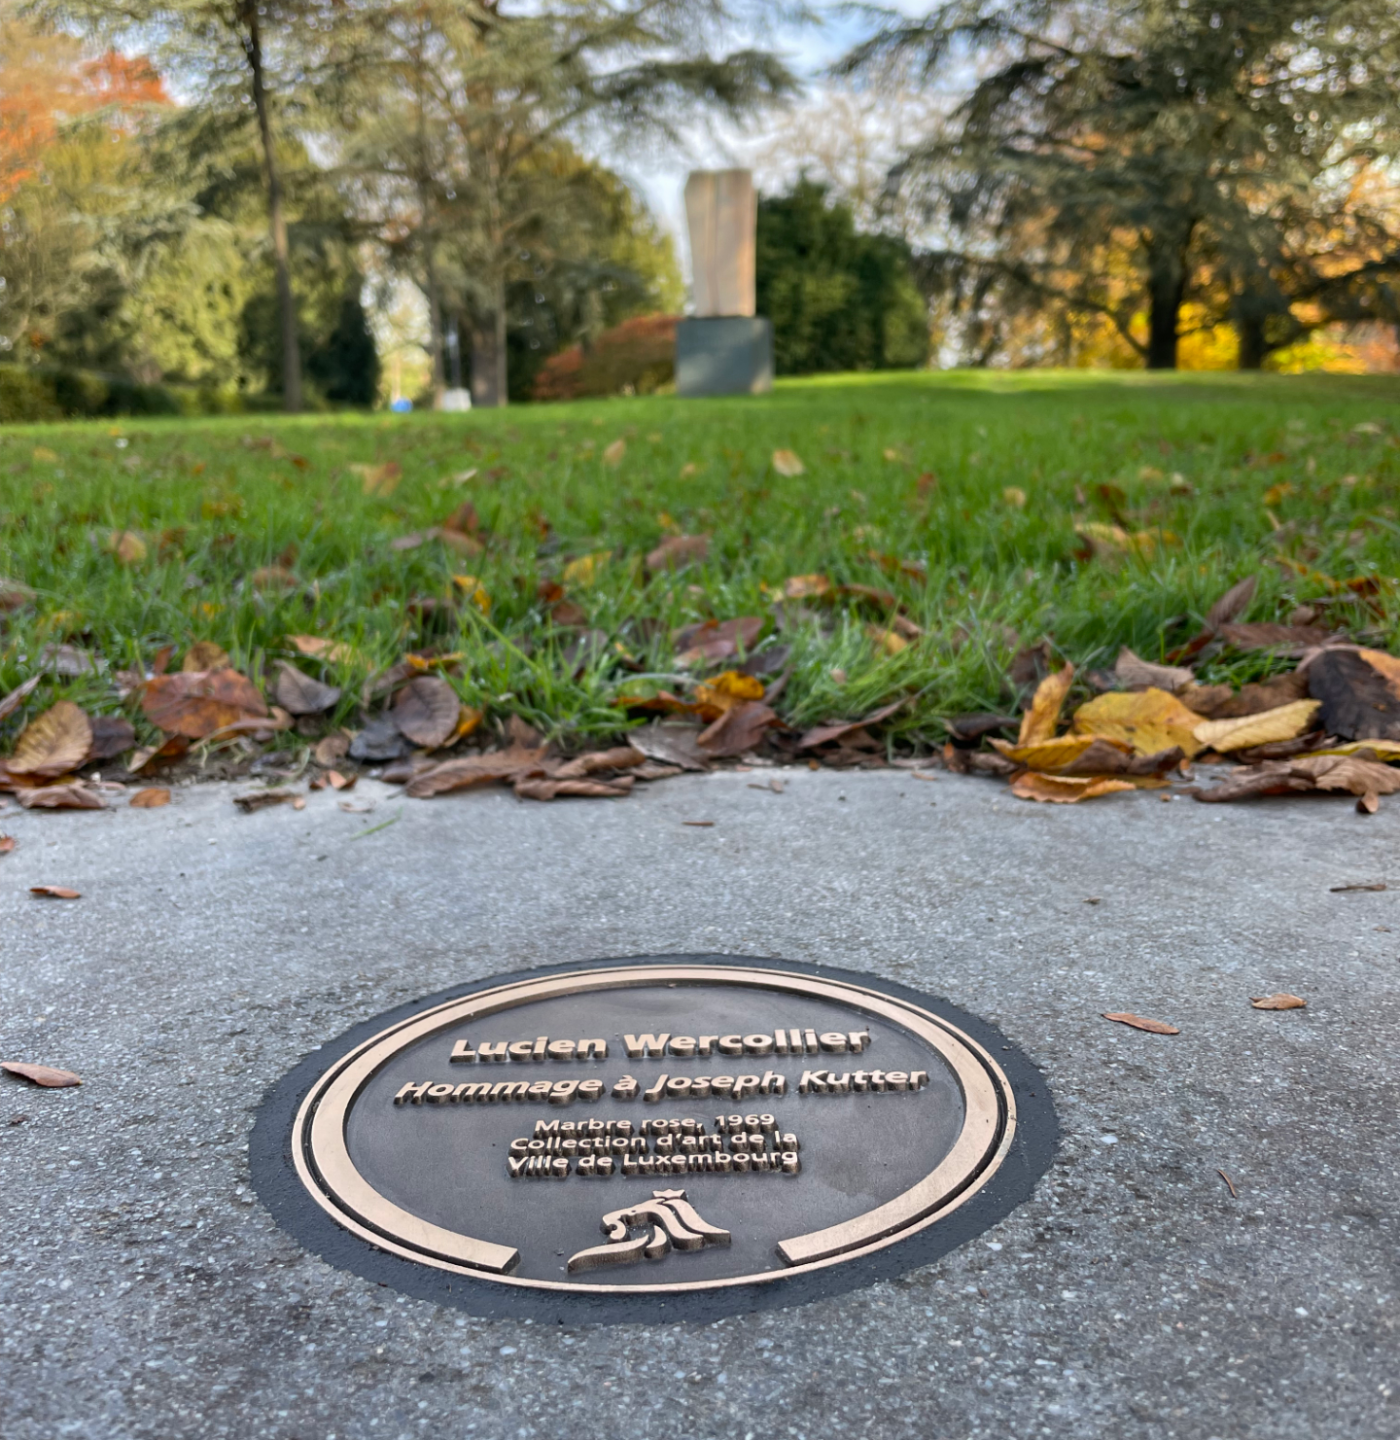 Lucien Wercollier
Hommage à Joseph Kutter
Marbre rose, 1969
Collection d'art de la
Ville de Luxembourg